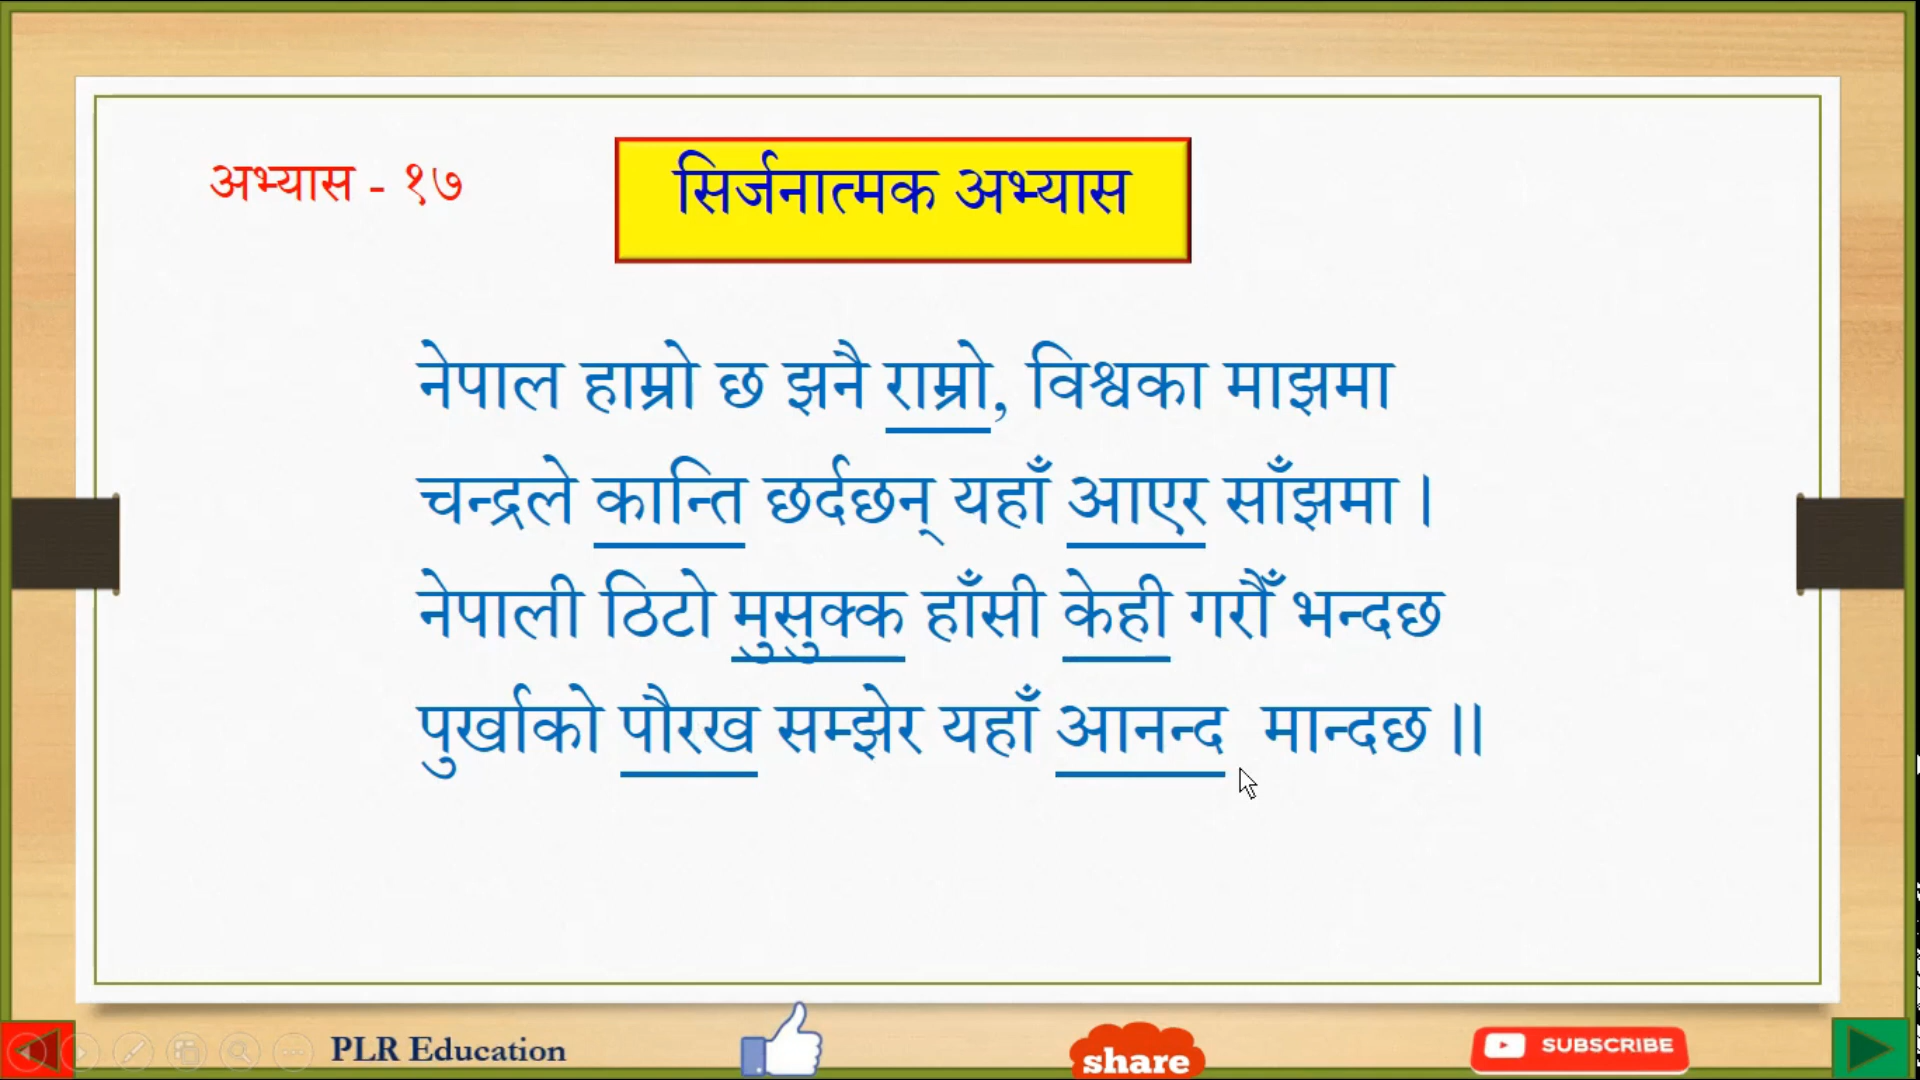 अभ्यास - १७
सिर्जनात्मक अभ्यास
नेपाल हाम्रो छ झनै राम्रो, विश्वका माझमा
चन्द्रले कान्ति छर्दछन् यहाँ आएर साँझमा ।
नेपाली ठिटो मुसुक्क हाँसी केही गरौँ भन्दछ
पुर्खाको पौरख सम्झेर यहाँ आनन्द मान्दछ ॥
PLR Education
share
SUBSCRIBE